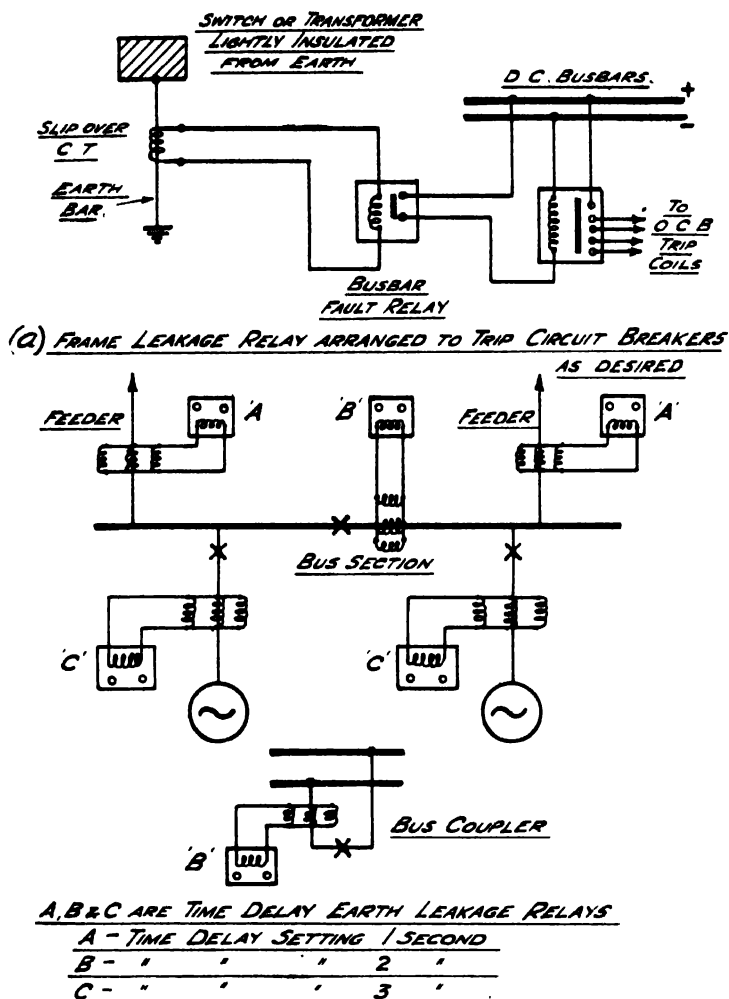 SWITCH OR TRANSFORMER
LIGHTLY INSULATED
FROM EARTH
D C. BUSBARS.
+
−
SLIP OVER
C T
EARTH
BAR.
TO
O C B
TRIP
COILS
BUSBAR
FAULT RELAY
(a) FRAME LEAKAGE RELAY ARRANGED TO TRIP CIRCUIT BREAKERS
AS DESIRED
FEEDER
'A
'B'
FEEDER
'A'
BUS SECTION
'C'
'C'
BUS COUPLER
'B'
A, B & C ARE TIME DELAY EARTH LEAKAGE RELAYS
A – TIME DELAY SETTING 1 SECOND
B – " " " 2 "
C – " " " 3 "